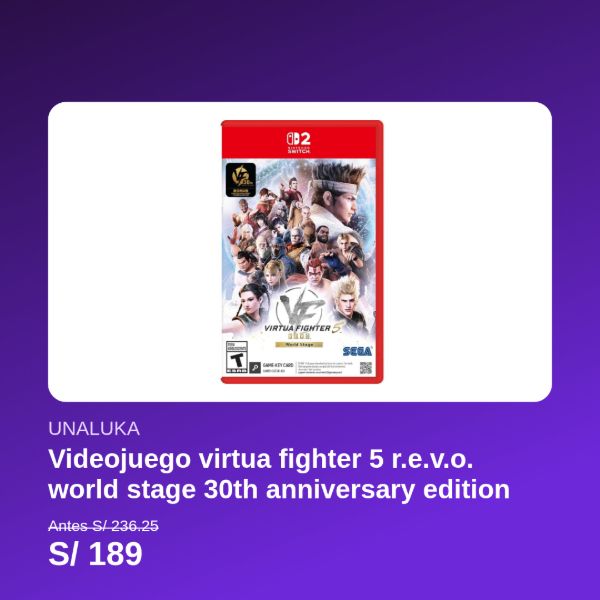 2
NINTENDO
SWITCH
VIRTUA FIGHTER 5
R.E.V.O.
World Stage
SEGA
T
GAME-KEY CARD
UNALUKA
Videojuego virtua fighter 5 r.e.v.o.
world stage 30th anniversary edition
Antes S/ 236.25
S/ 189